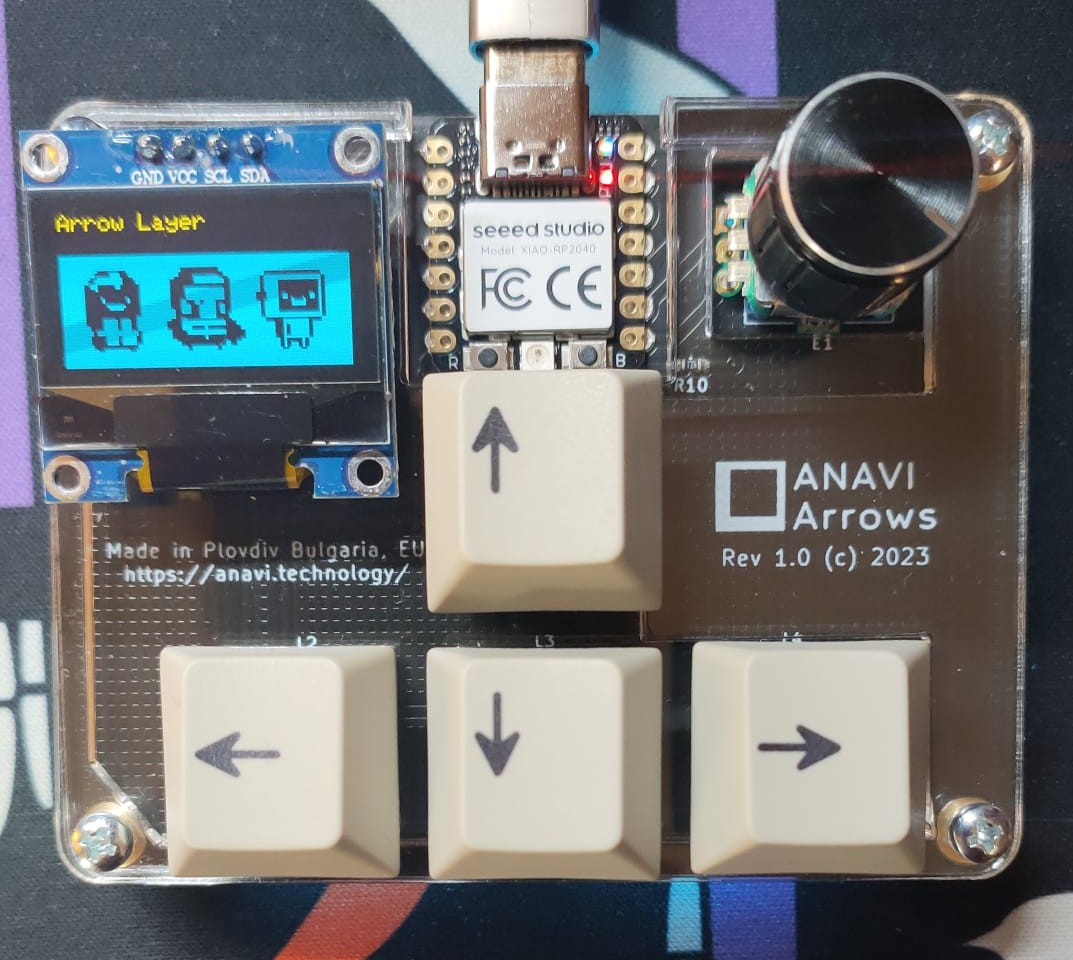 GND VCC SCL SDA
Arrow Layer
seeed studio
Model: XIAO-RP2040
FC CE
R
B
E1
R10
ANAVI
Arrows
Rev 1.0 (c) 2023
Made in Plovdiv Bulgaria, EU
https://anavi.technology/
L2
L3
L4